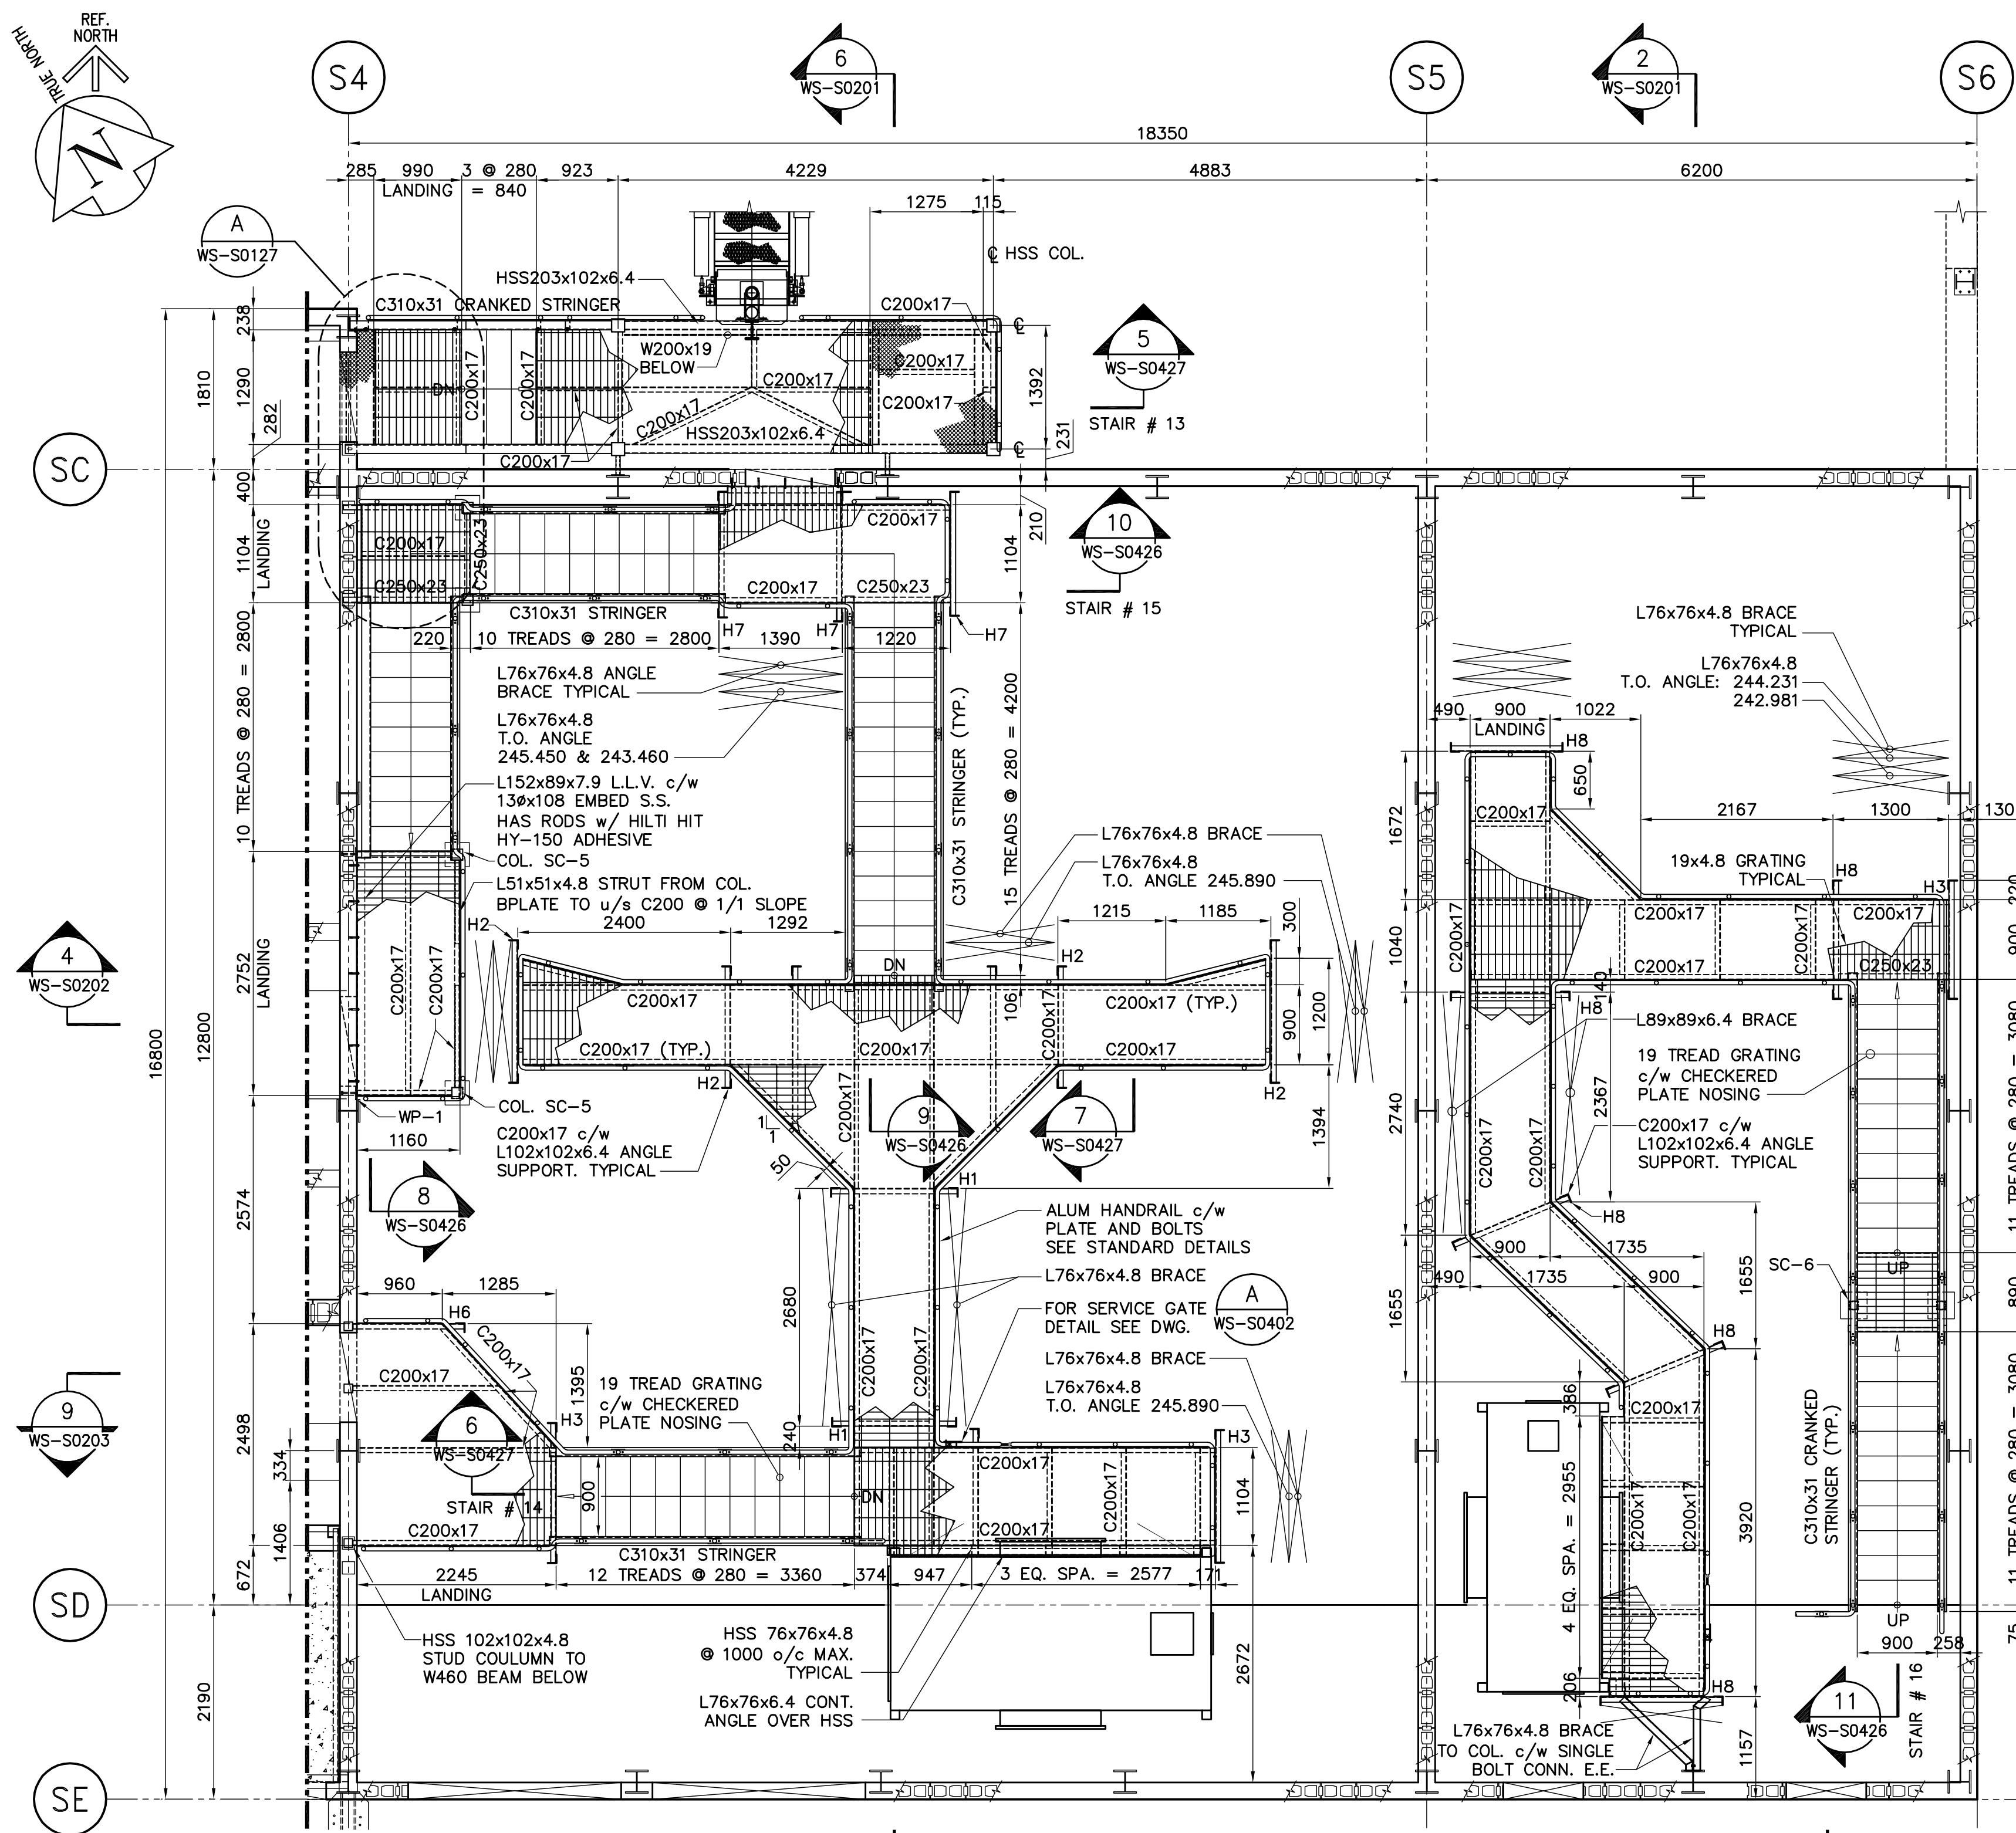 REF.
NORTH
TRUE NORTH
N
S4
S5
S6
6
WS-S0201
2
WS-S0201
18350
285
990
3 @ 280
923
4229
4883
6200
LANDING
= 840
1275
115
A
WS-S0127
℄ HSS COL.
HSS203x102x6.4
C310x31 CRANKED STRINGER
C200x17
238
1810
1290
282
DN
C200x17
C200x17
W200x19
BELOW
C200x17
C200x17
C200x17
C200x17
HSS203x102x6.4
C200x17
℄
℄
1392
231
5
WS-S0427
STAIR # 13
SC
400
1104
LANDING
C200x17
C250x23
C250x23
C200x17
C200x17
C250x23
1104
210
10
WS-S0426
STAIR # 15
C310x31 STRINGER
220
10 TREADS @ 280 = 2800
1390
1220
H7
H7
H7
10 TREADS @ 280 = 2800
L76x76x4.8 ANGLE
BRACE TYPICAL
L76x76x4.8
T.O. ANGLE
245.450 & 243.460
L152x89x7.9 L.L.V. c/w
13øx108 EMBED S.S.
HAS RODS w/ HILTI HIT
HY-150 ADHESIVE
COL. SC-5
L51x51x4.8 STRUT FROM COL.
BPLATE TO u/s C200 @ 1/1 SLOPE
C310x31 STRINGER (TYP.)
15 TREADS @ 280 = 4200
L76x76x4.8 BRACE
L76x76x4.8
T.O. ANGLE 245.890
L76x76x4.8 BRACE
TYPICAL
L76x76x4.8
T.O. ANGLE: 244.231
242.981
490
900
1022
LANDING
H8
650
1672
C200x17
2167
1300
130
19x4.8 GRATING
TYPICAL
H8
H3
220
900
1040
C200x17
C200x17
C200x17
C200x17
C200x17
C250x23
140
H8
4
WS-S0202
2752
LANDING
16800
12800
C200x17
C200x17
H2
2400
1292
1215
1185
300
DN
H2
C200x17
106
C200x17 (TYP.)
C200x17
900
1200
C200x17 (TYP.)
C200x17
C200x17
H2
H2
WP-1
1160
COL. SC-5
C200x17 c/w
L102x102x6.4 ANGLE
SUPPORT. TYPICAL
1
1
50
C200x17
9
WS-S0426
7
WS-S0427
1394
H1
8
WS-S0426
2574
L89x89x6.4 BRACE
19 TREAD GRATING
c/w CHECKERED
PLATE NOSING
C200x17 c/w
L102x102x6.4 ANGLE
SUPPORT. TYPICAL
2740
2367
C200x17
C200x17
H8
11 TREADS @ 280 = 3080
900
1735
490
1735
900
1655
1655
SC-6
UP
890
ALUM HANDRAIL c/w
PLATE AND BOLTS
SEE STANDARD DETAILS
L76x76x4.8 BRACE
FOR SERVICE GATE
DETAIL SEE DWG.
A
WS-S0402
L76x76x4.8 BRACE
L76x76x4.8
T.O. ANGLE 245.890
2680
C200x17
C200x17
960
1285
H6
C200x17
C200x17
1395
9
WS-S0203
2498
334
1406
672
6
WS-S0427
STAIR # 14
H3
19 TREAD GRATING
c/w CHECKERED
PLATE NOSING
240
H1
900
DN
C200x17
C200x17
C200x17
1104
H3
C200x17
C310x31 STRINGER
2245
12 TREADS @ 280 = 3360
374
947
3 EQ. SPA. = 2577
171
LANDING
H8
386
C200x17
4 EQ. SPA. = 2955
C200x17
C200x17
3920
C310x31 CRANKED
STRINGER (TYP.)
11 TREADS @ 280 = 3080
SD
HSS 102x102x4.8
STUD COULUMN TO
W460 BEAM BELOW
HSS 76x76x4.8
@ 1000 o/c MAX.
TYPICAL
L76x76x6.4 CONT.
ANGLE OVER HSS
2672
2190
UP
75
900
258
206
H8
L76x76x4.8 BRACE
TO COL. c/w SINGLE
BOLT CONN. E.E.
1157
11
WS-S0426
STAIR # 16
SE